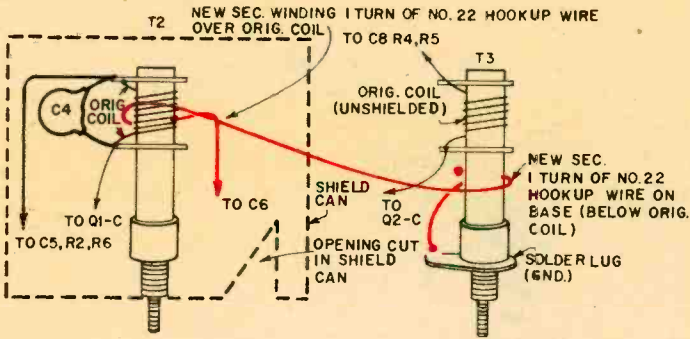 NEW SEC. WINDING 1 TURN OF NO. 22 HOOKUP WIRE
OVER ORIG. COIL
T2
TO C8 R4, R5
T3
C4
ORIG.
COIL
ORIG. COIL
(UNSHIELDED)
TO Q1-C
TO C5, R2, R6
TO C6
SHIELD
CAN
OPENING CUT
IN SHIELD
CAN
TO
Q2-C
NEW SEC.
1 TURN OF NO. 22
HOOKUP WIRE ON
BASE (BELOW ORIG.
COIL)
SOLDER LUG
(GND.)